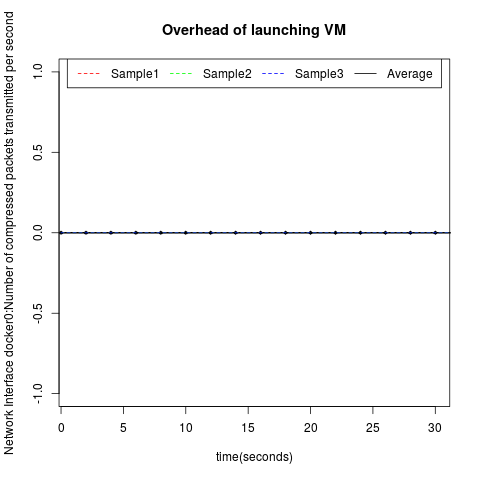 Overhead of launching VM
Sample1 Sample2 Sample3 Average
Network Interface docker0:Number of compressed packets transmitted per second
1.0
0.5
0.0
-0.5
-1.0
0 5 10 15 20 25 30
time(seconds)